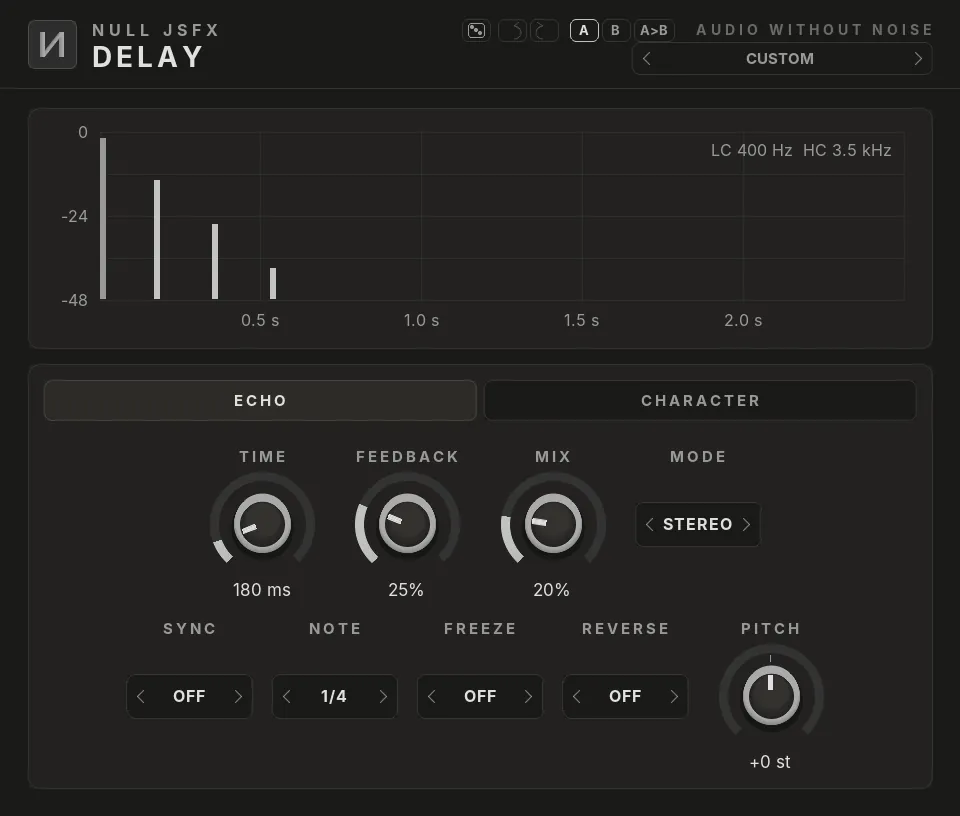 NULL JSFX
DELAY
A B A>B
AUDIO WITHOUT NOISE
CUSTOM
0
LC 400 Hz HC 3.5 kHz
-24
-48
0.5 s 1.0 s 1.5 s 2.0 s
ECHO CHARACTER
TIME FEEDBACK MIX MODE
STEREO
180 ms 25% 20%
SYNC NOTE FREEZE REVERSE PITCH
OFF 1/4 OFF OFF
+0 st